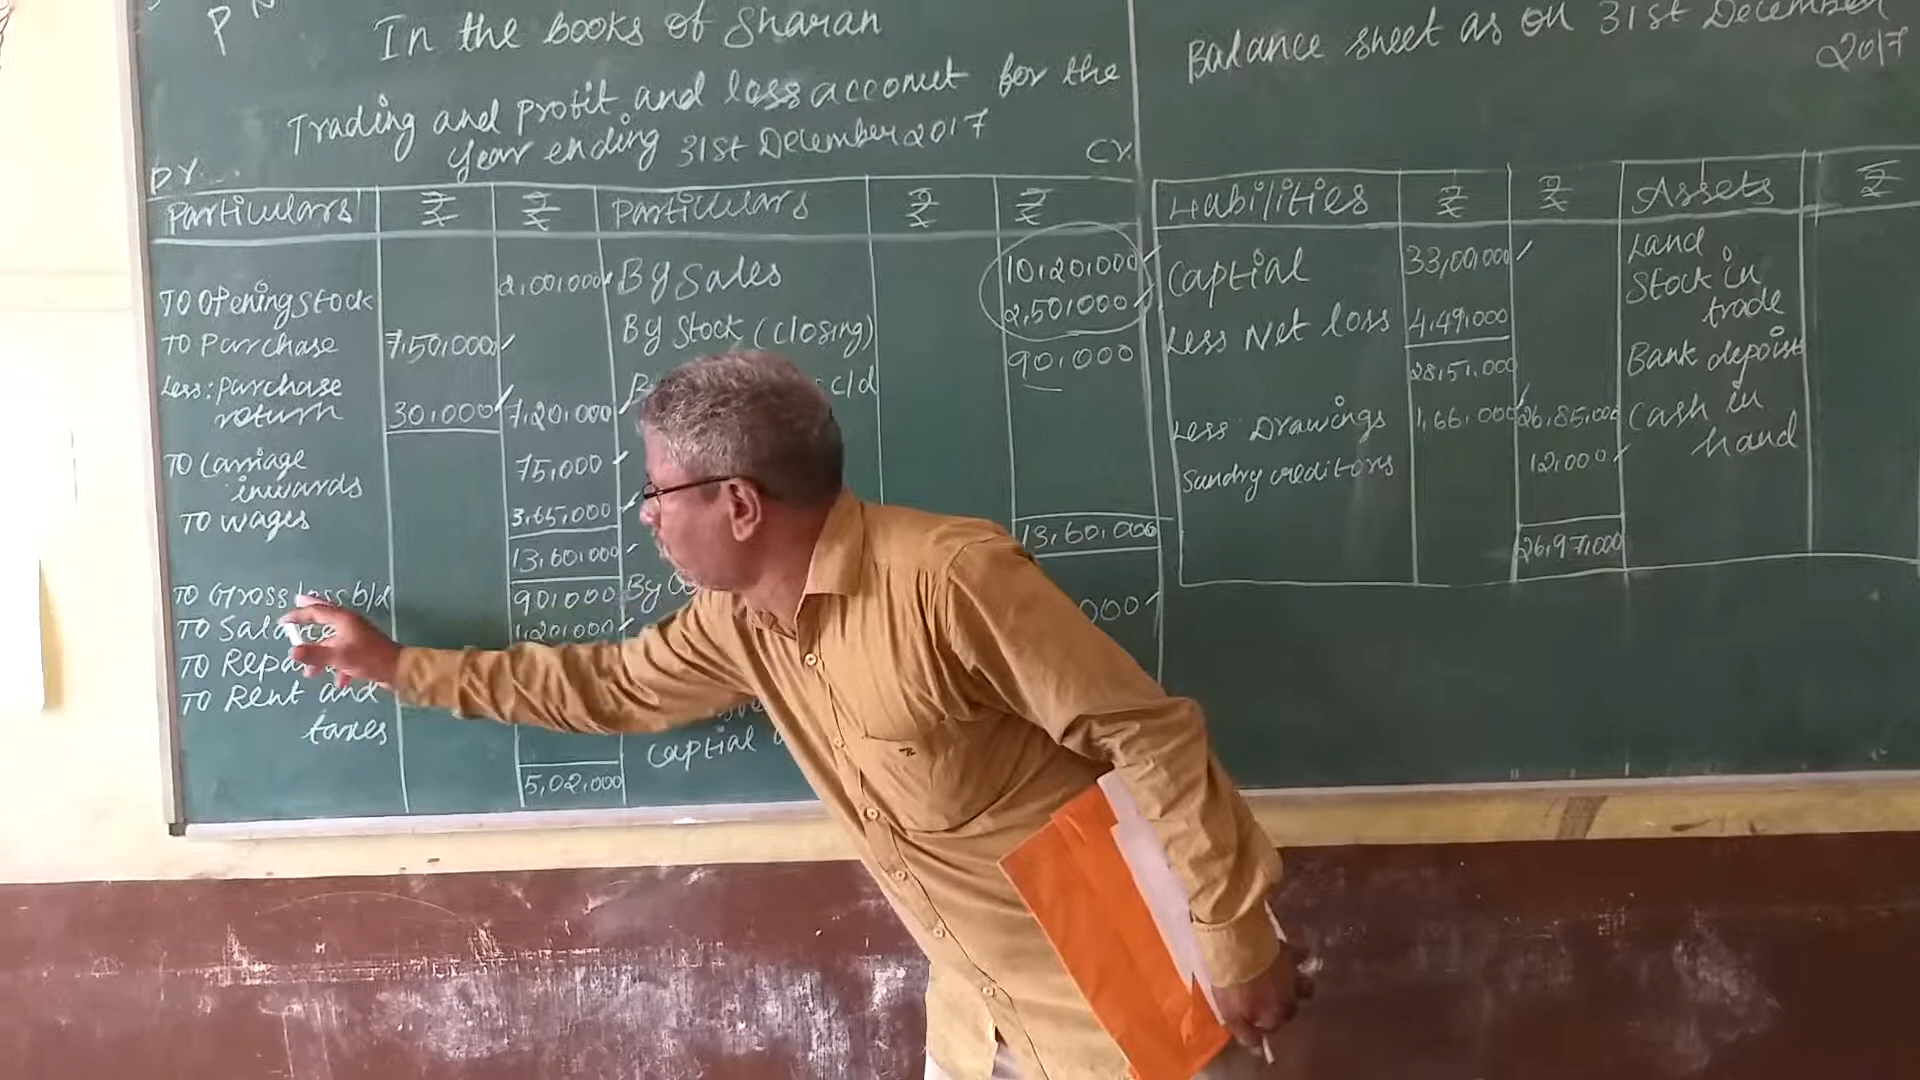 In the books of Sharan
Trading and profit and loss account for the
Year ending 31st December 2017
Dr.
Cr.
Particulars ₹ ₹ Particulars ₹ ₹
To Opening stock 2,00,000 By Sales 10,20,000
To Purchase 7,50,000 By Stock (closing) 2,50,000
Less: Purchase
return 30,000 7,20,000 c/d 90,000
To Carriage
inwards 75,000
To wages 3,65,000
13,60,000 13,60,000
To Gross loss b/d 90,000 By
To 1,20,000
To
To Rent and
taxes
Captial
5,02,000
Balance sheet as on 31st December
2017
Liabilities ₹ ₹ Assets ₹
Captial 33,00,000 Land
Less Net loss 4,49,000 Stock in
trade
28,51,000 Bank deposit
Less Drawings 1,66,000 26,85,000 Cash in
hand
Sundry creditors 12,000
26,97,000